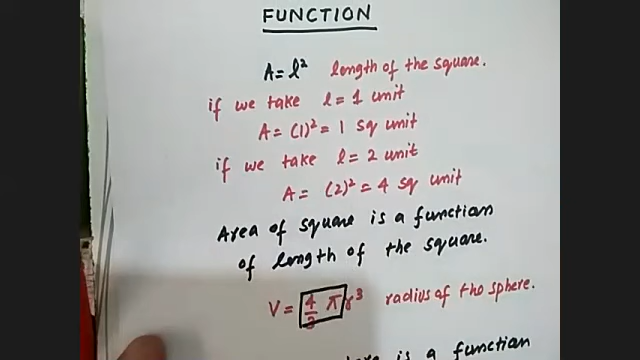 FUNCTION
A = l² length of the square.
if we take l = 1 unit
A = (1)² = 1 sq unit
if we take l = 2 unit
A = (2)² = 4 sq unit
Area of square is a function
of length of the square.
V = 4/3 π r³ radius of the sphere.
is a function